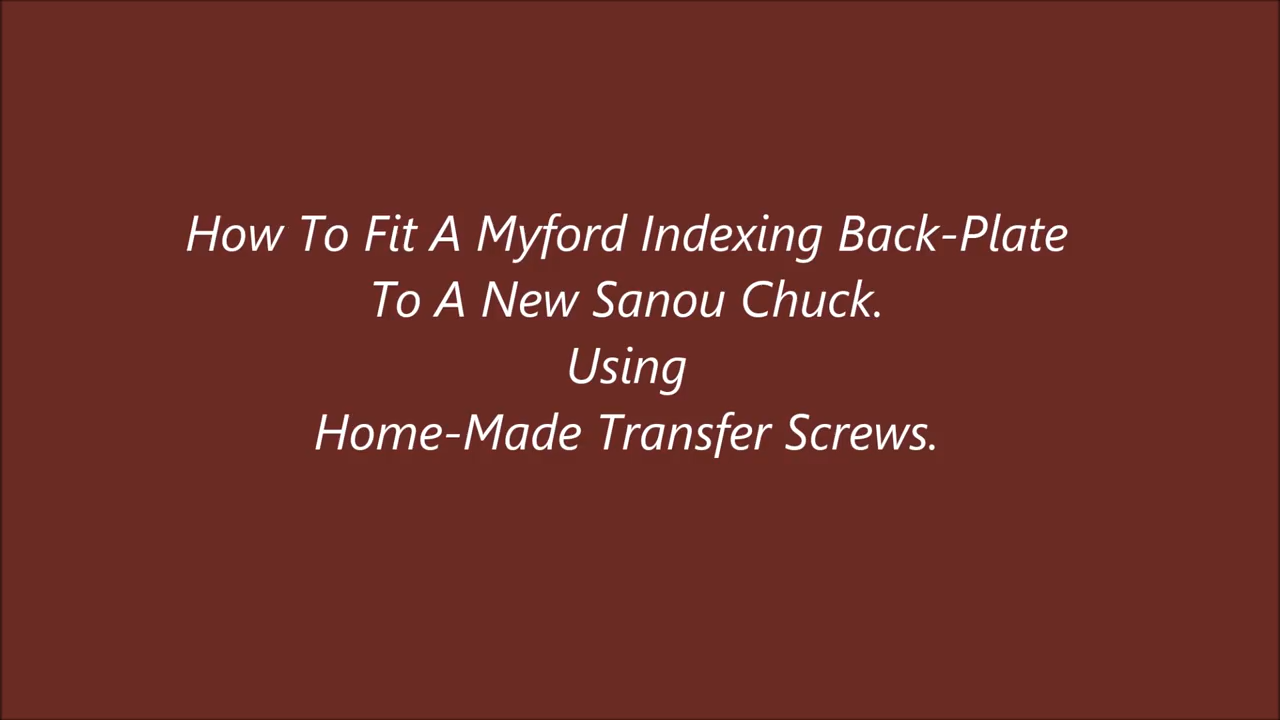 How To Fit A Myford Indexing Back-Plate
To A New Sanou Chuck.
Using
Home-Made Transfer Screws.